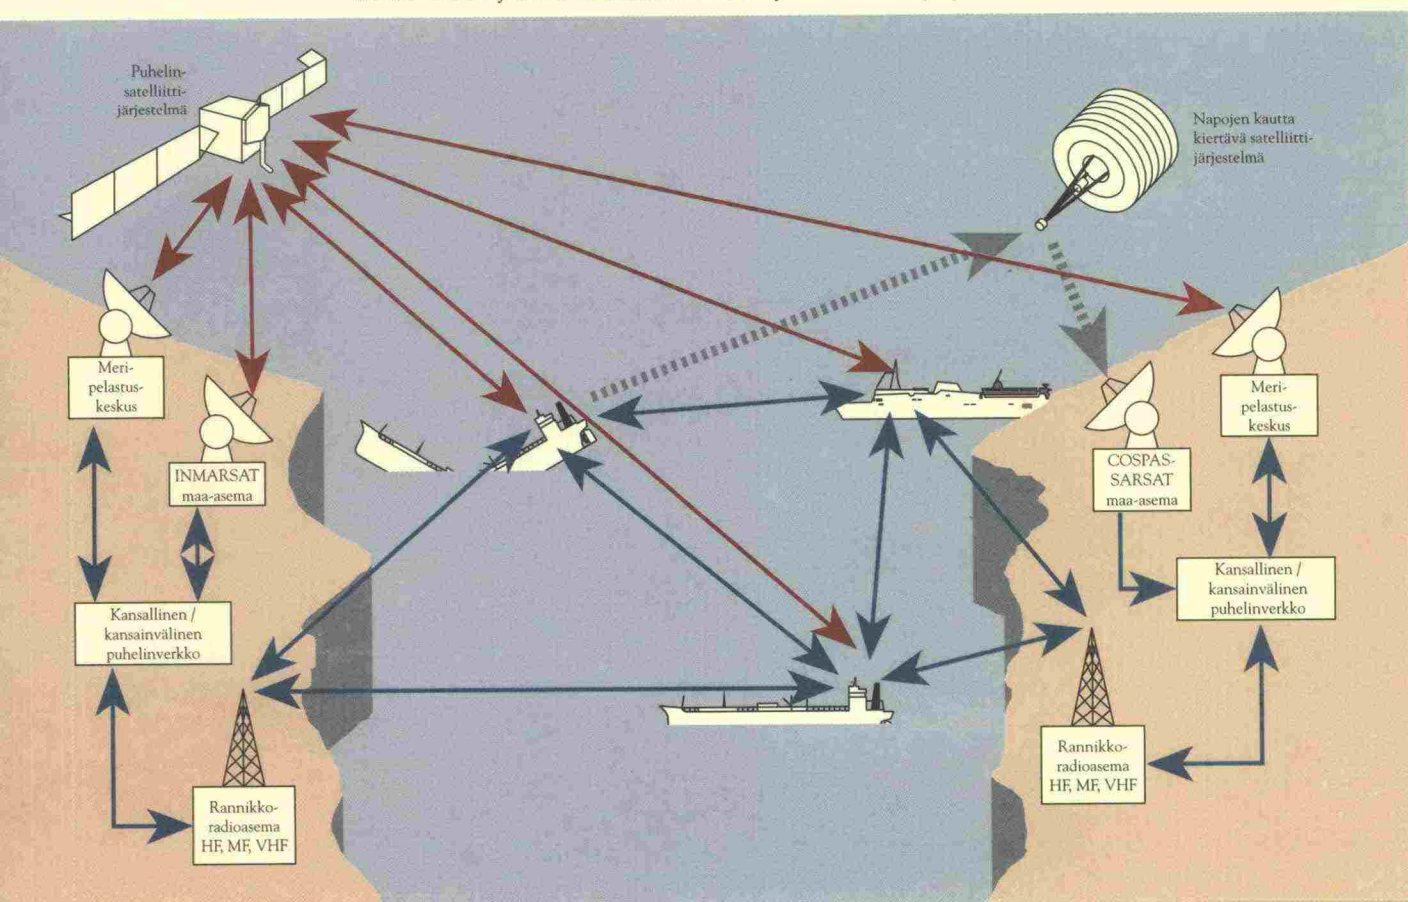 Puhelin-
satelliitti-
järjestelmä
Napojen kautta
kiertävä satelliitti-
järjestelmä
Meri-
pelastus-
keskus
INMARSAT
maa-asema
Kansallinen /
kansainvälinen
puhelinverkko
Rannikko-
radioasema
HF, MF, VHF
COSPAS-
SARSAT
maa-asema
Meri-
pelastus-
keskus
Kansallinen /
kansainvälinen
puhelinverkko
Rannikko-
radioasema
HF, MF, VHF